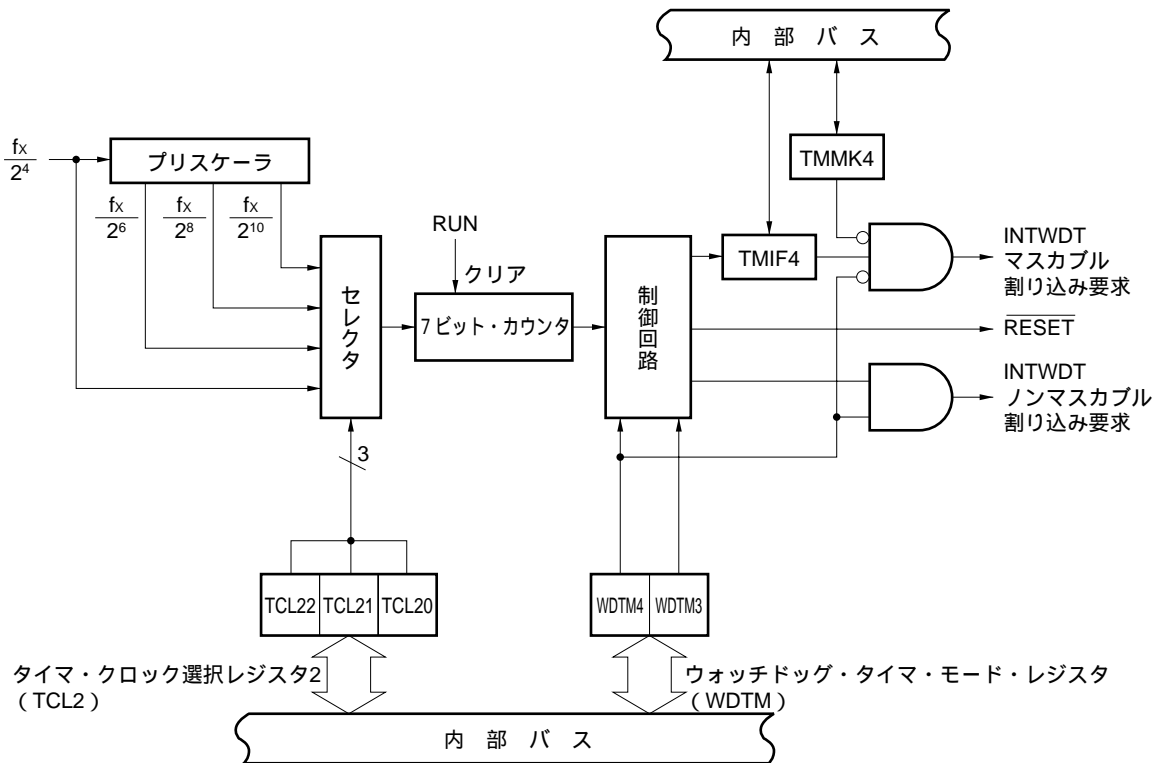 内 部 バ ス
fX
2⁴
プリスケーラ
TMMK4
fX
2⁶
fX
2⁸
fX
2¹⁰
RUN
クリア
セレクタ
7ビット・カウンタ
制御回路
TMIF4
INTWDT
マスカブル
割り込み要求
RESET
INTWDT
ノンマスカブル
割り込み要求
3
TCL22 TCL21 TCL20
WDTM4 WDTM3
タイマ・クロック選択レジスタ2
（TCL2）
ウォッチドッグ・タイマ・モード・レジスタ
（WDTM）
内 部 バ ス